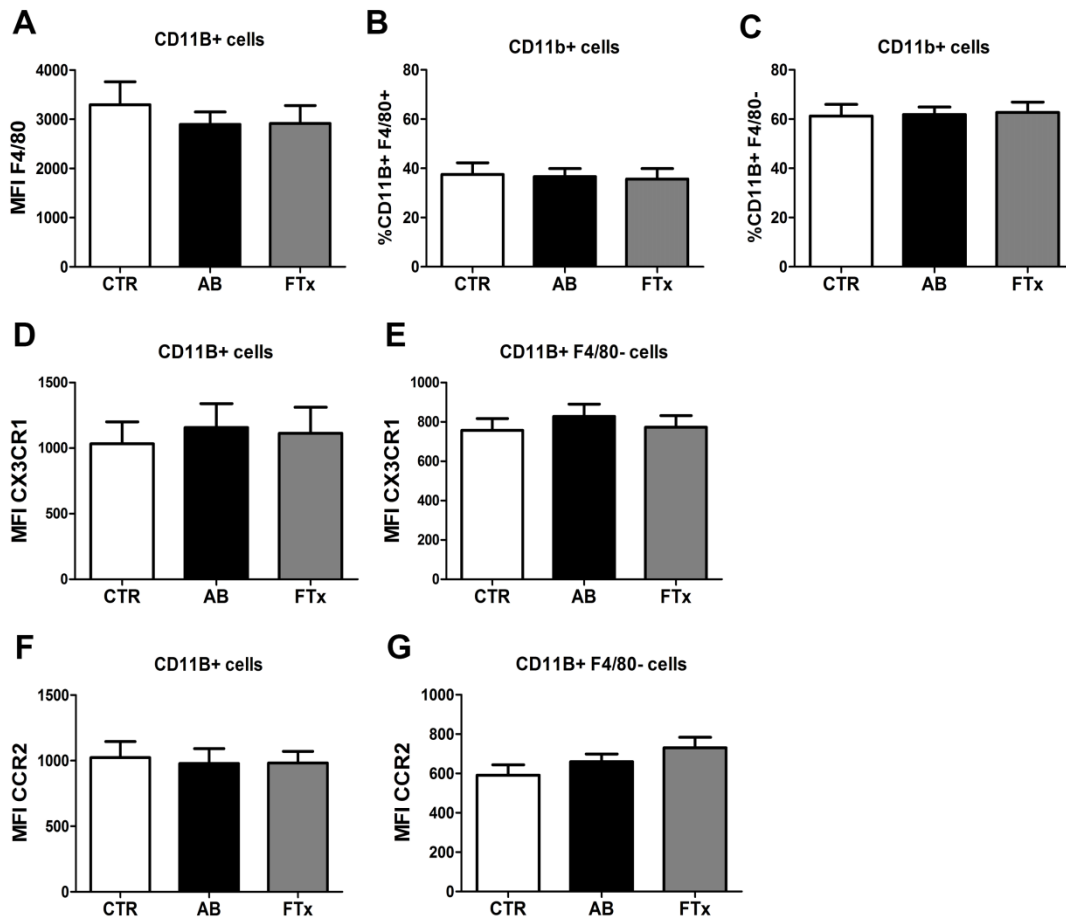 A
CD11B+ cells
MFI F4/80
4000
3000
2000
1000
0
CTR AB FTx
B
CD11b+ cells
%CD11B+ F4/80+
80
60
40
20
0
CTR AB FTx
C
CD11b+ cells
%CD11B+ F4/80-
80
60
40
20
0
CTR AB FTx
D
CD11B+ cells
MFI CX3CR1
1500
1000
500
0
CTR AB FTx
E
CD11B+ F4/80- cells
MFI CX3CR1
1000
800
600
400
200
0
CTR AB FTx
F
CD11B+ cells
MFI CCR2
1500
1000
500
0
CTR AB FTx
G
CD11B+ F4/80- cells
MFI CCR2
1000
800
600
400
200
0
CTR AB FTx